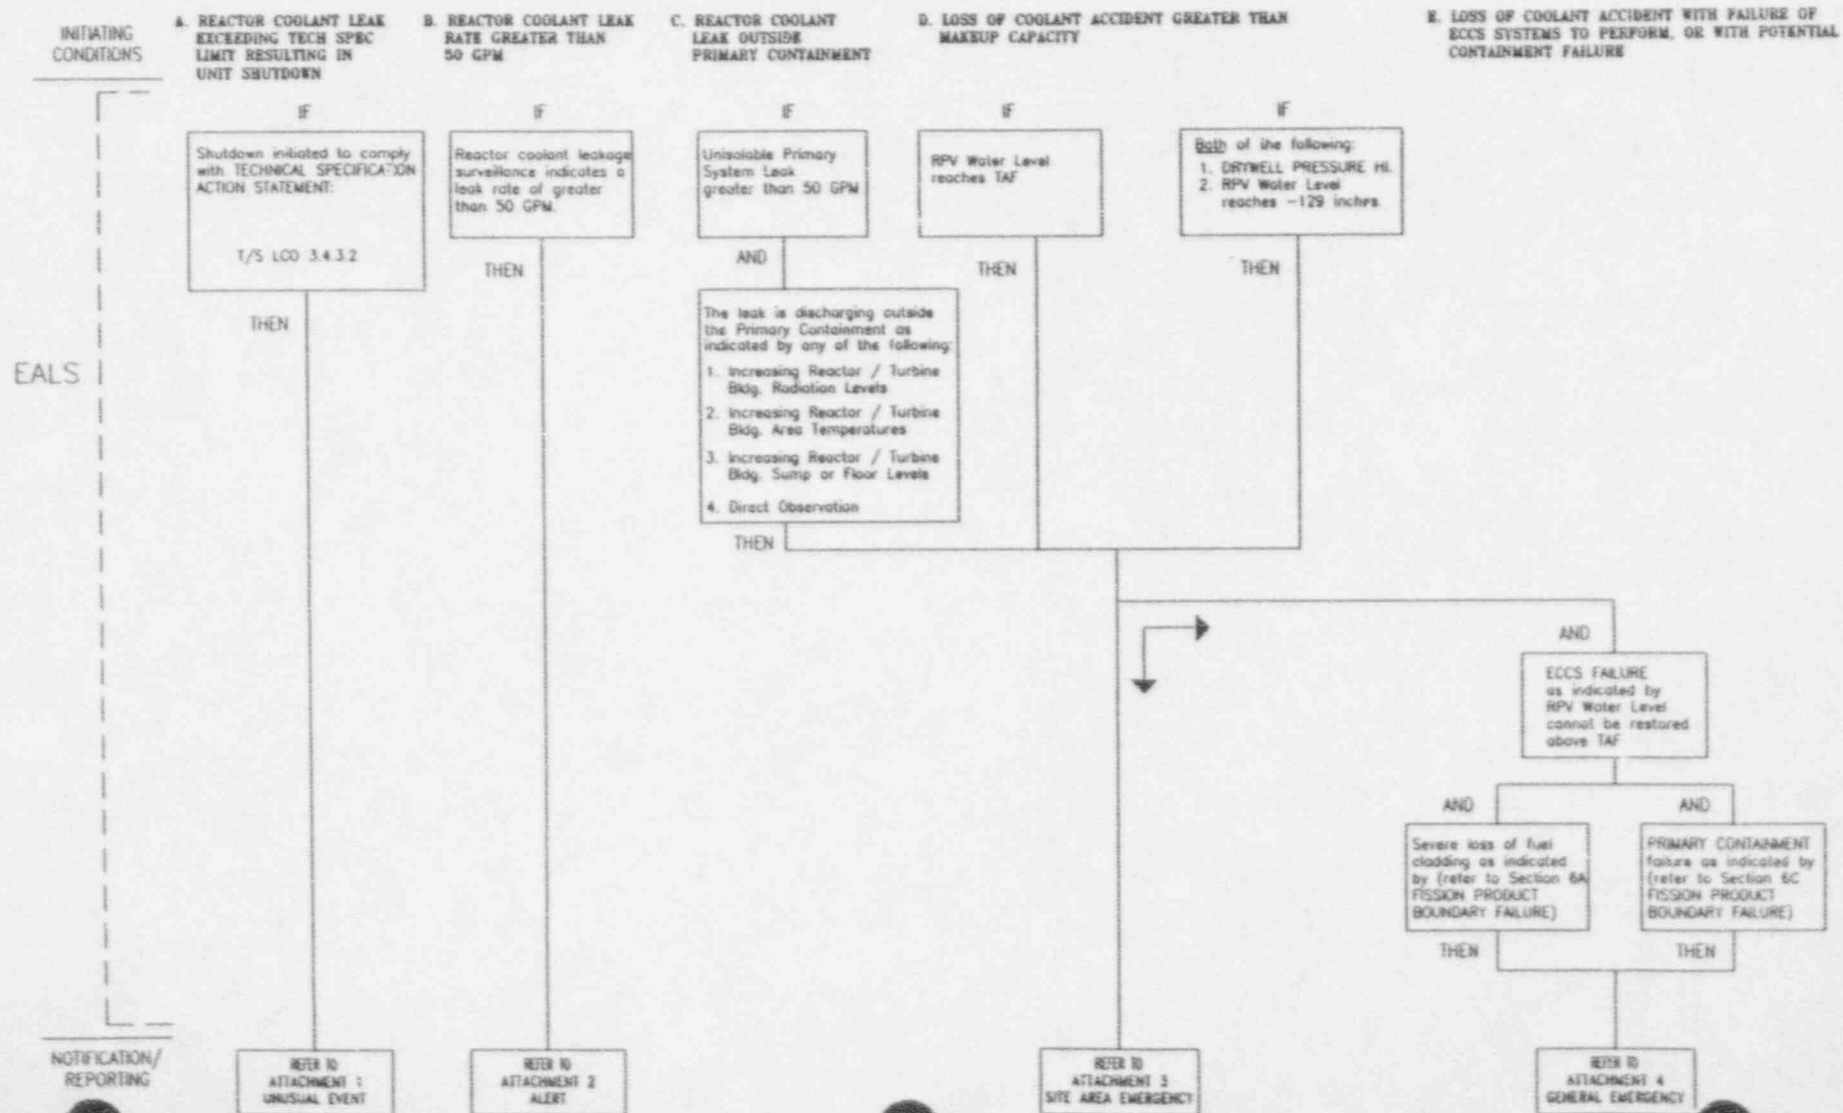 INITIATING
CONDITIONS
A. REACTOR COOLANT LEAK
EXCEEDING TECH SPEC
LIMIT RESULTING IN
UNIT SHUTDOWN
B. REACTOR COOLANT LEAK
RATE GREATER THAN
50 GPM
C. REACTOR COOLANT
LEAK OUTSIDE
PRIMARY CONTAINMENT
D. LOSS OF COOLANT ACCIDENT GREATER THAN
MAKEUP CAPACITY
E. LOSS OF COOLANT ACCIDENT WITH FAILURE OF
ECCS SYSTEMS TO PERFORM, OR WITH POTENTIAL
CONTAINMENT FAILURE
EALS
IF
Shutdown initiated to comply
with TECHNICAL SPECIFICATION
ACTION STATEMENT:
T/S LCO 3.4.3.2
THEN
IF
Reactor coolant leakage
surveillance indicates a
leak rate of greater
than 50 GPM.
THEN
IF
Unisolable Primary
System Leak
greater than 50 GPM
AND
The leak is discharging outside
the Primary Containment as
indicated by any of the following:
1. Increasing Reactor / Turbine
Bldg. Radiation Levels
2. Increasing Reactor / Turbine
Bldg. Area Temperatures
3. Increasing Reactor / Turbine
Bldg. Sump or Floor Levels
4. Direct Observation
THEN
IF
RPV Water Level
reaches TAF
THEN
IF
Both of the following:
1. DRYWELL PRESSURE HI.
2. RPV Water Level
reaches -129 inches.
THEN
AND
ECCS FAILURE
as indicated by
RPV Water Level
cannot be restored
above TAF
AND
Severe loss of fuel
cladding as indicated
by (refer to Section 6A
FISSION PRODUCT
BOUNDARY FAILURE)
THEN
AND
PRIMARY CONTAINMENT
failure as indicated by
(refer to Section 6C
FISSION PRODUCT
BOUNDARY FAILURE)
THEN
NOTIFICATION/
REPORTING
REFER TO
ATTACHMENT 1
UNUSUAL EVENT
REFER TO
ATTACHMENT 2
ALERT
REFER TO
ATTACHMENT 3
SITE AREA EMERGENCY
REFER TO
ATTACHMENT 4
GENERAL EMERGENCY